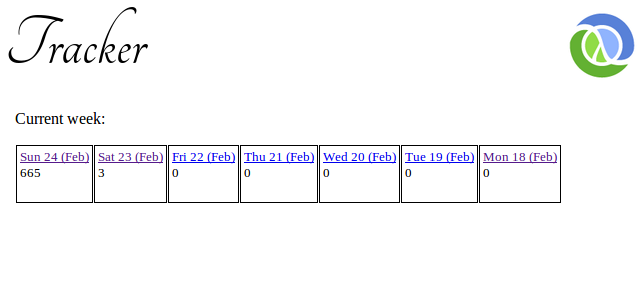 Tracker
Current week:
Sun 24 (Feb) Sat 23 (Feb) Fri 22 (Feb) Thu 21 (Feb) Wed 20 (Feb) Tue 19 (Feb) Mon 18 (Feb)
665 3 0 0 0 0 0